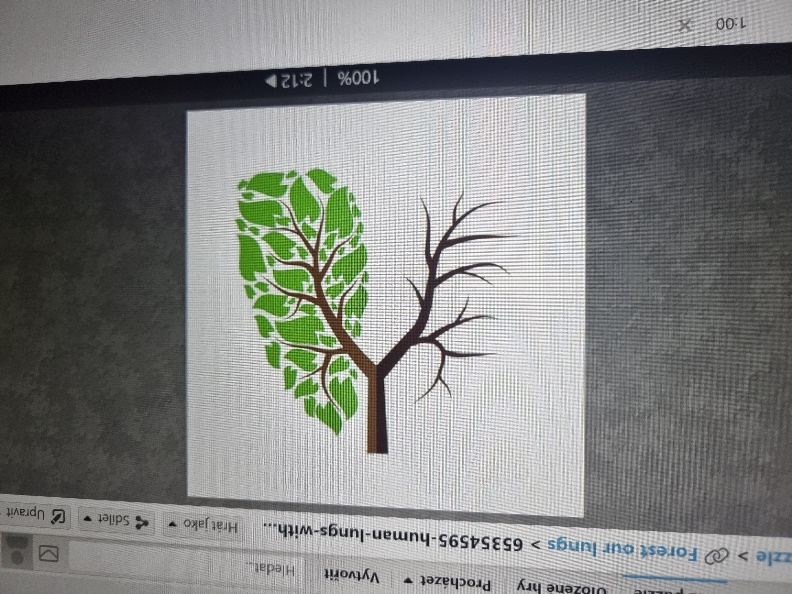 Uložené hry Procházet Vytvořit Hledat...
zzle > Forest our lungs > 65354595-human-lungs-with... Hrát jako Sdílet Upravit
100% | 2:12
1:00 ×